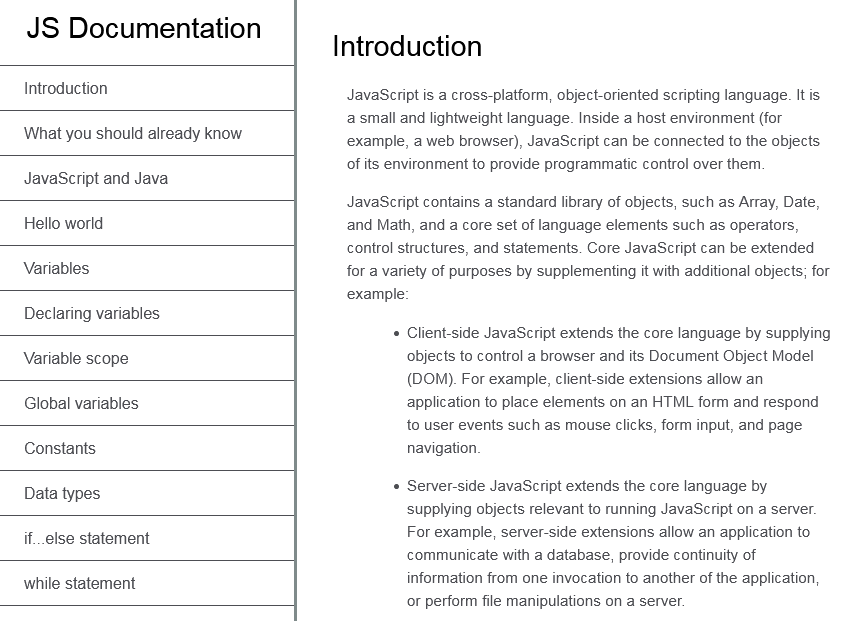 JS Documentation
Introduction
What you should already know
JavaScript and Java
Hello world
Variables
Declaring variables
Variable scope
Global variables
Constants
Data types
if...else statement
while statement
Introduction
JavaScript is a cross-platform, object-oriented scripting language. It is
a small and lightweight language. Inside a host environment (for
example, a web browser), JavaScript can be connected to the objects
of its environment to provide programmatic control over them.
JavaScript contains a standard library of objects, such as Array, Date,
and Math, and a core set of language elements such as operators,
control structures, and statements. Core JavaScript can be extended
for a variety of purposes by supplementing it with additional objects; for
example:
• Client-side JavaScript extends the core language by supplying
objects to control a browser and its Document Object Model
(DOM). For example, client-side extensions allow an
application to place elements on an HTML form and respond
to user events such as mouse clicks, form input, and page
navigation.
• Server-side JavaScript extends the core language by
supplying objects relevant to running JavaScript on a server.
For example, server-side extensions allow an application to
communicate with a database, provide continuity of
information from one invocation to another of the application,
or perform file manipulations on a server.